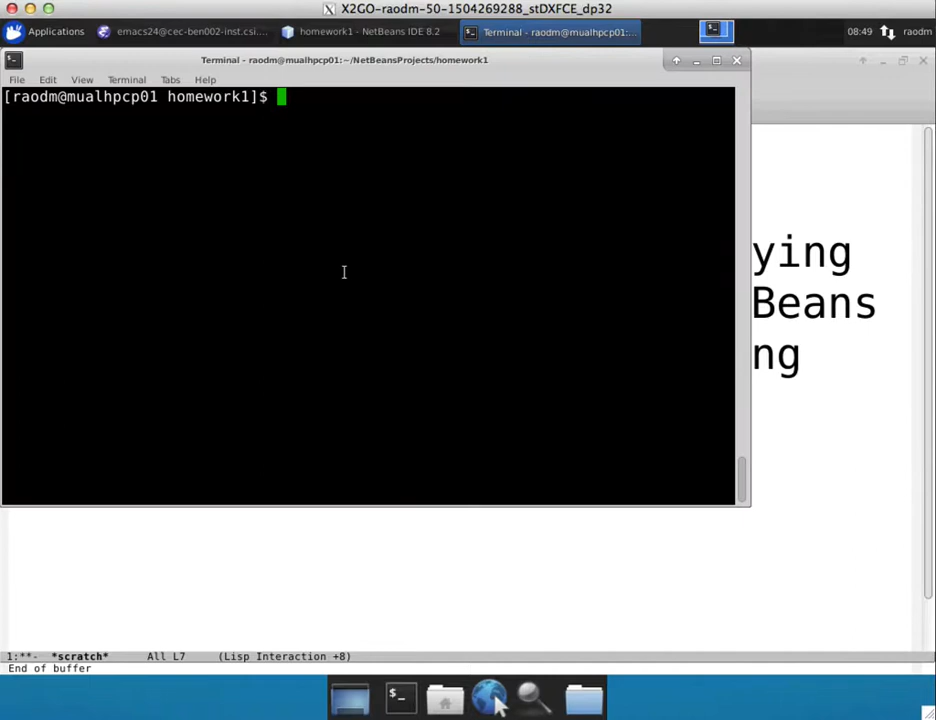 X2GO-raodm-50-1504269288_stDXFCE_dp32
Applications
emacs24@cec-ben002-inst.csi....
homework1 - NetBeans IDE 8.2
Terminal - raodm@mualhpcp01:...
08:49
raodm
Terminal - raodm@mualhpcp01:~/NetBeansProjects/homework1
File Edit View Terminal Tabs Help
[raodm@mualhpcp01 homework1]$
ying
Beans
ng
1:**- *scratch* All L7 (Lisp Interaction +8)
End of buffer